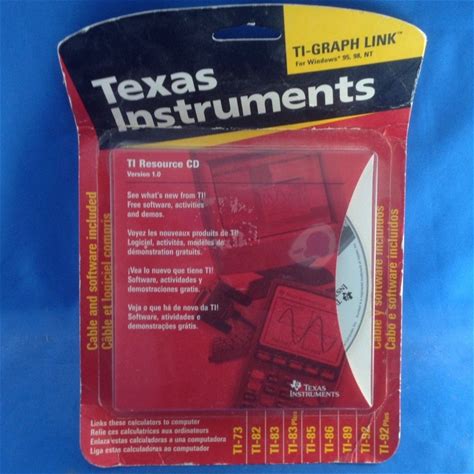 TI-GRAPH LINK™
For Windows® 95, 98, NT
Texas
Instruments
TI Resource CD
Version 1.0
See what's new from TI!
Free software, activities
and demos.
Voyez les nouveaux produits de TI!
Logiciel, activités, modèles de
démonstration gratuits.
¡Vea lo nuevo que tiene TI!
Software, actividades y
demostraciones gratis.
Veja o que há de novo da TI!
Software, atividades e
demonstrações grátis.
Cable and software included
Câble et logiciel compris
Cable y software incluidos
Cabo e software incluídos
TEXAS
INSTRUMENTS
Links these calculators to computer
Relie ces calculatrices aux ordinateurs
Enlaza estas calculadoras a una computadora
Liga estas calculadoras ao computador
TI-73
TI-82
TI-83
TI-83 Plus
TI-85
TI-86
TI-89
TI-92
TI-92 Plus